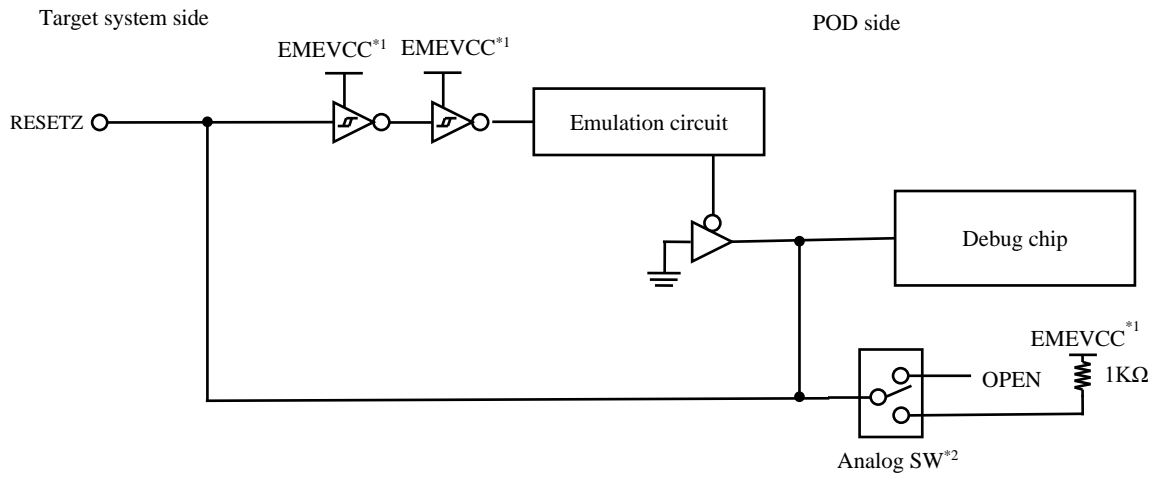 Target system side
POD side
EMEVCC*1
EMEVCC*1
RESETZ
Emulation circuit
Debug chip
EMEVCC*1
OPEN
1KΩ
Analog SW*2